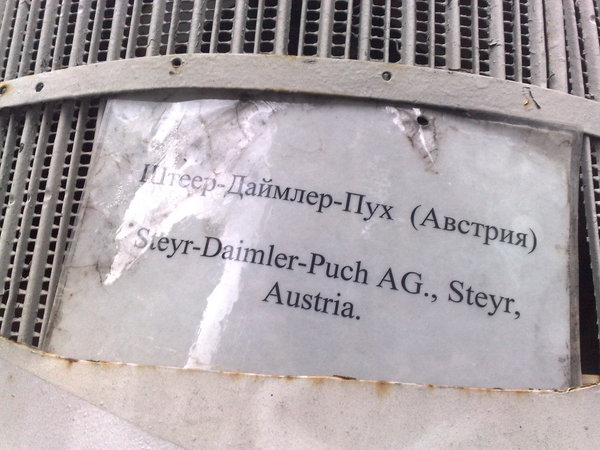 Штеер-Даймлер-Пух (Австрия)
Steyr-Daimler-Puch AG., Steyr,
Austria.